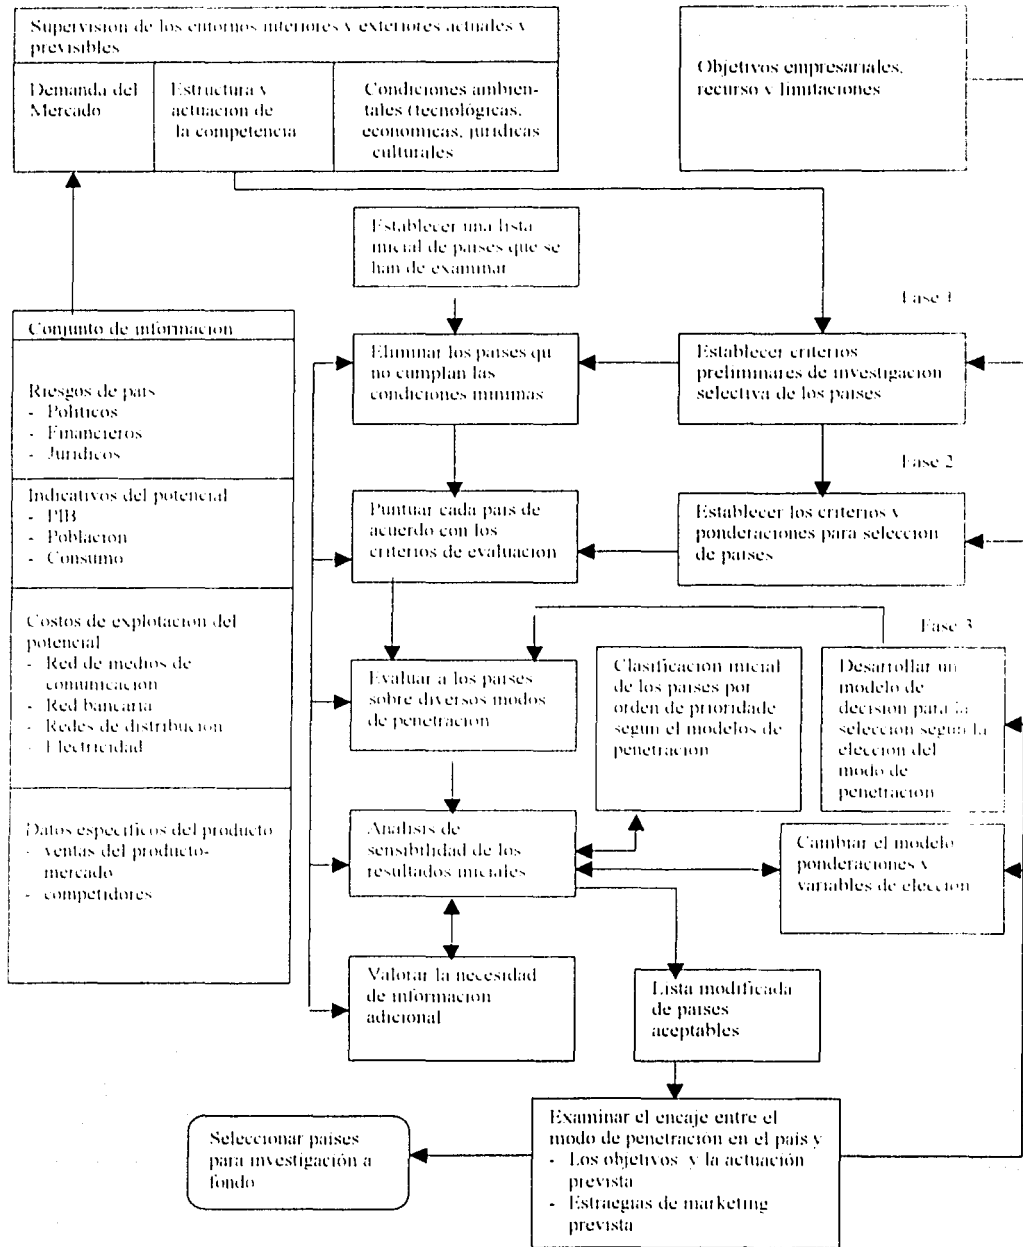 Supervision de los entornos interiores y exteriores actuales y
previsibles
Demanda del
Mercado
Estructura y
actuacion de
la competencia
Condiciones ambien-
tales (tecnológicas,
economicas, juridicas
culturales
Objetivos empresariales,
recurso y limitaciones
Establecer una lista
inicial de paises que se
han de examinar
Fase 1
Conjunto de informacion
Riesgos de pais
- Politicos
- Financieros
- Juridicos
Indicativos del potencial
- PIB
- Poblacion
- Consumo
Costos de explotacion del
potencial
- Red de medios de
comunicacion
- Red bancaria
- Redes de distribucion
- Electricidad
Datos especificos del producto
- ventas del producto-
mercado
- competidores
Eliminar los paises qu
no cumplan las
condiciones minimas
Establecer criterios
preliminares de investigacion
selectiva de los paises
Fase 2
Puntuar cada pais de
acuerdo con los
criterios de evaluacion
Establecer los criterios y
ponderaciones para seleccion
de paises
Fase 3
Evaluar a los paises
sobre diversos modos
de penetracion
Clasificacion inicial
de los paises por
orden de prioridade
segun el modelos de
penetracion
Desarrollar un
modelo de
decision para la
seleccion segun la
eleccion del
modo de
penetracion
Analisis de
sensibilidad de los
resultados iniciales
Cambiar el modelo
ponderaciones y
variables de eleccion
Valorar la necesidad
de informacion
adicional
Lista modificada
de paises
aceptables
Seleccionar paises
para investigación a
fondo
Examinar el encaje entre el
modo de penetracion en el pais y
- Los objetivos y la actuación
prevista
- Estraegias de marketing
prevista